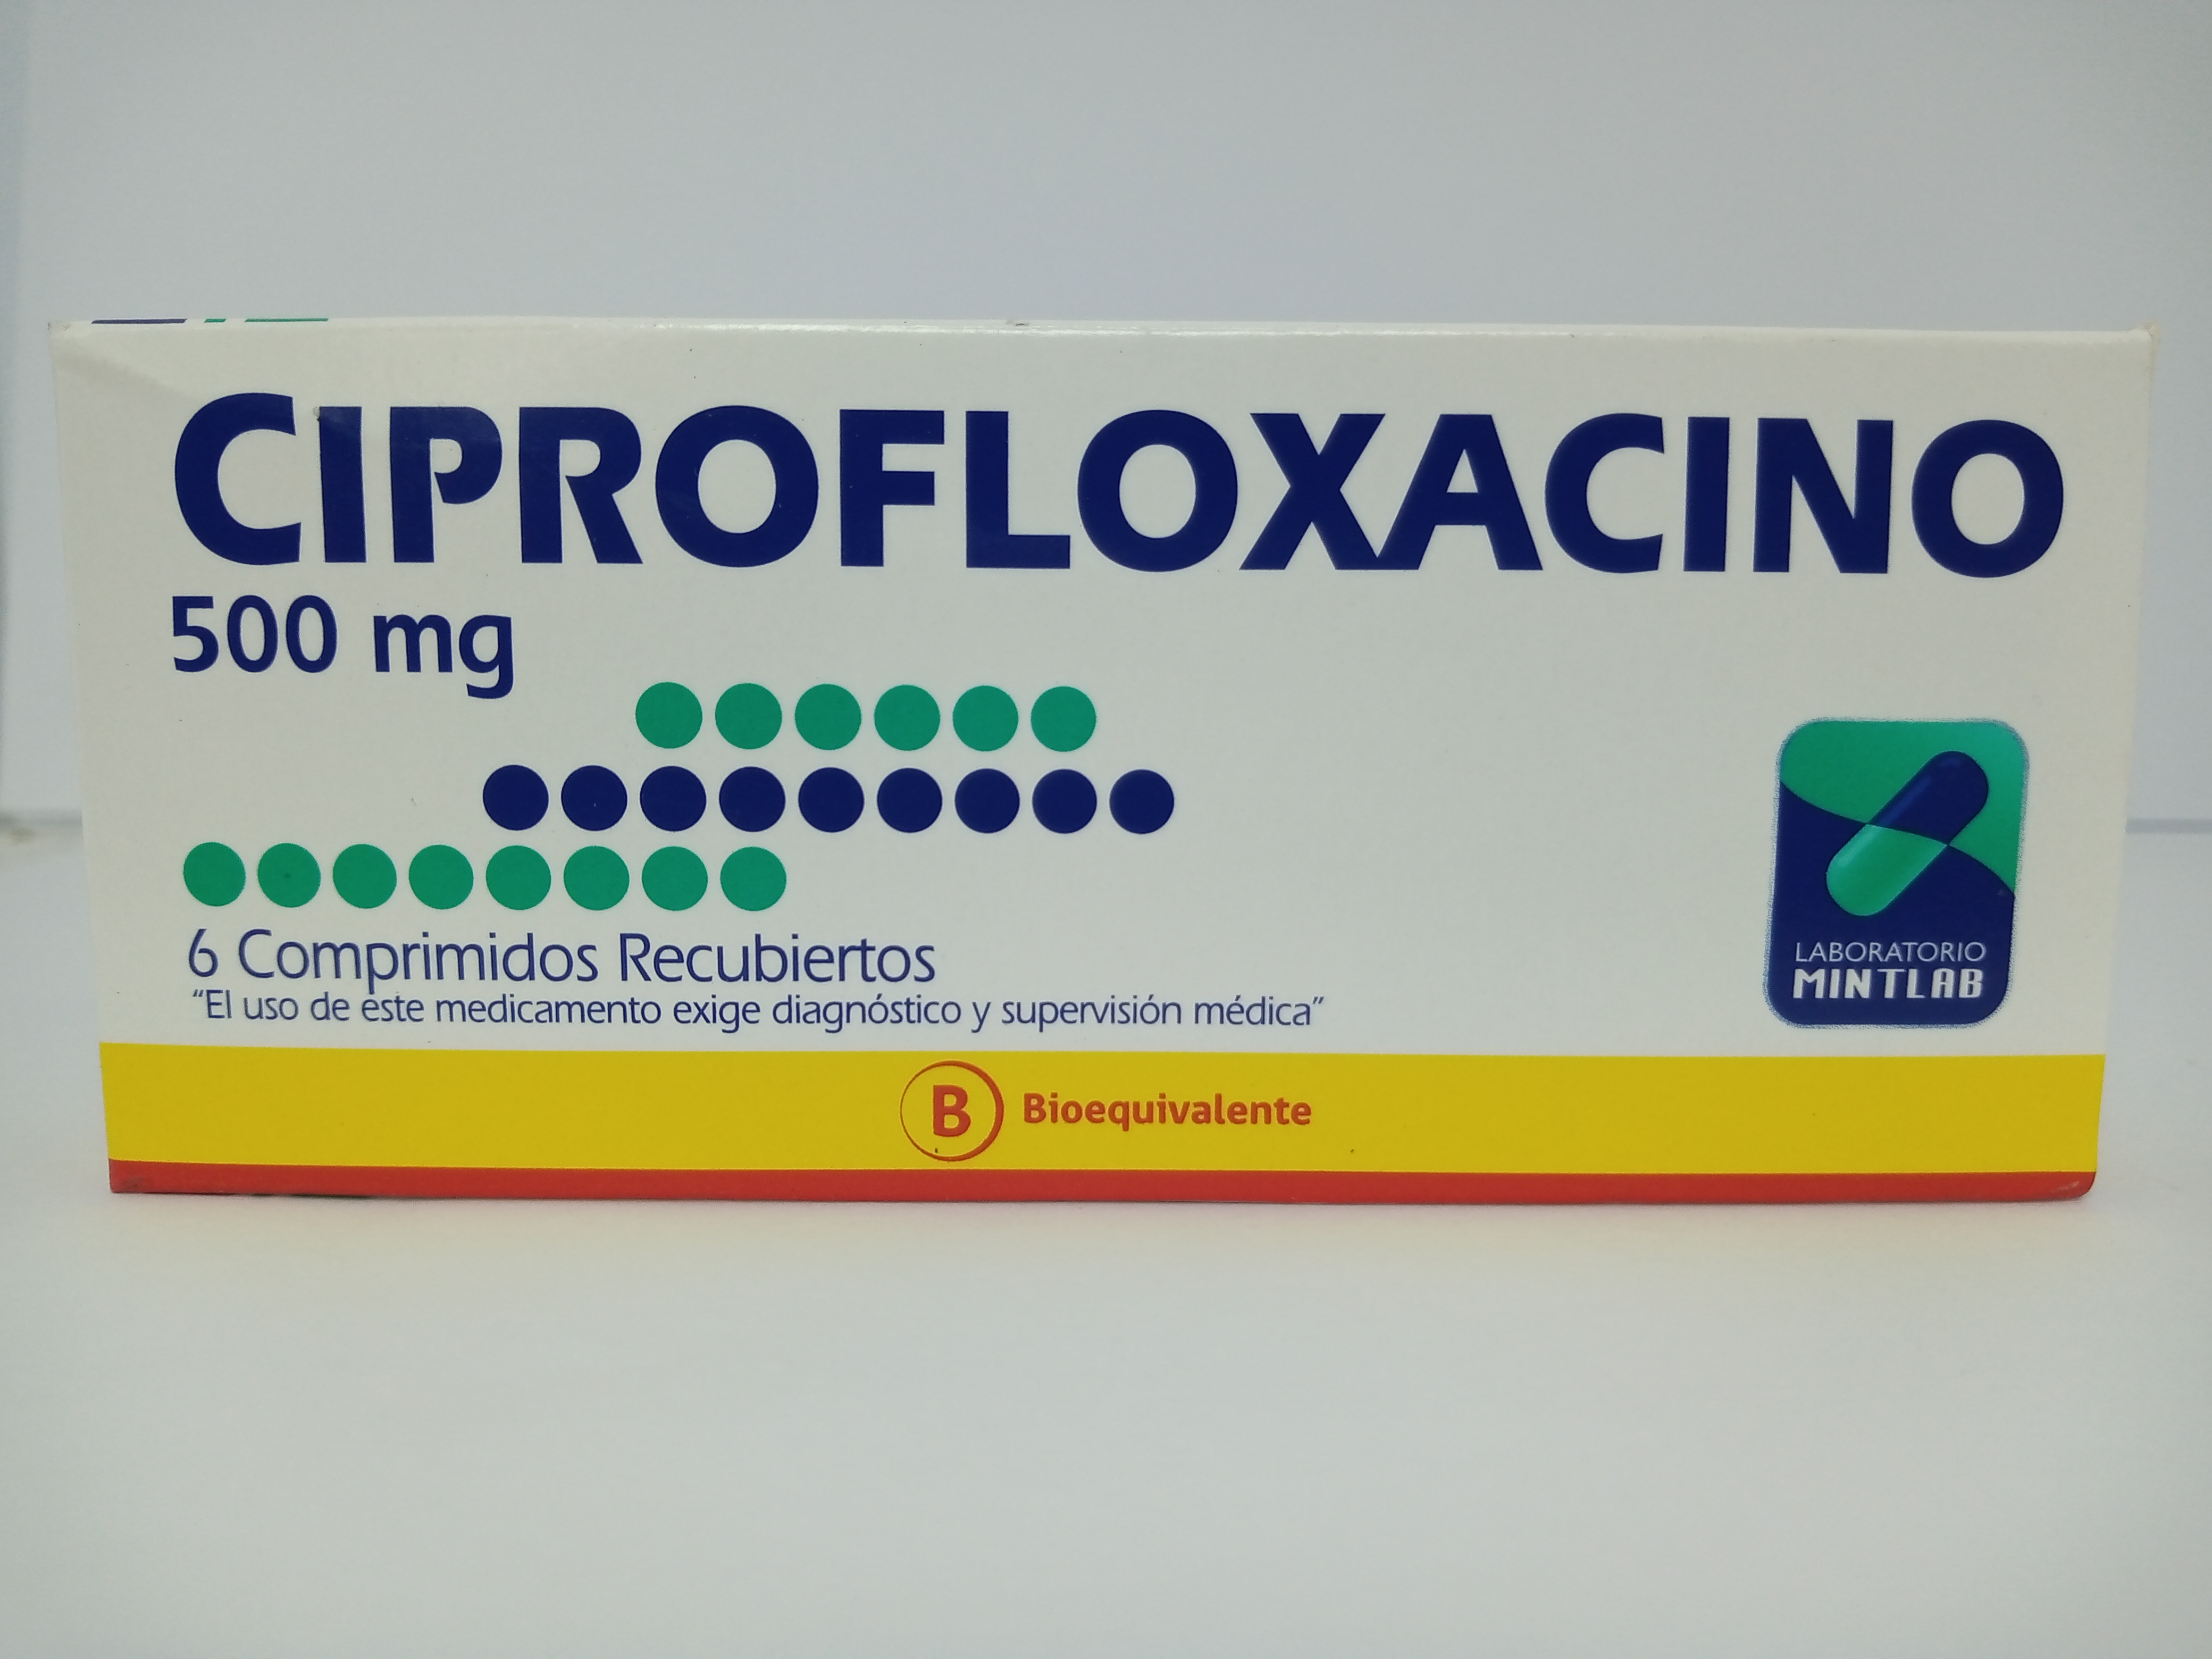 CIPROFLOXACINO
500 mg
6 Comprimidos Recubiertos
“El uso de este medicamento exige diagnóstico y supervisión médica”
LABORATORIO
MINTLAB
B Bioequivalente